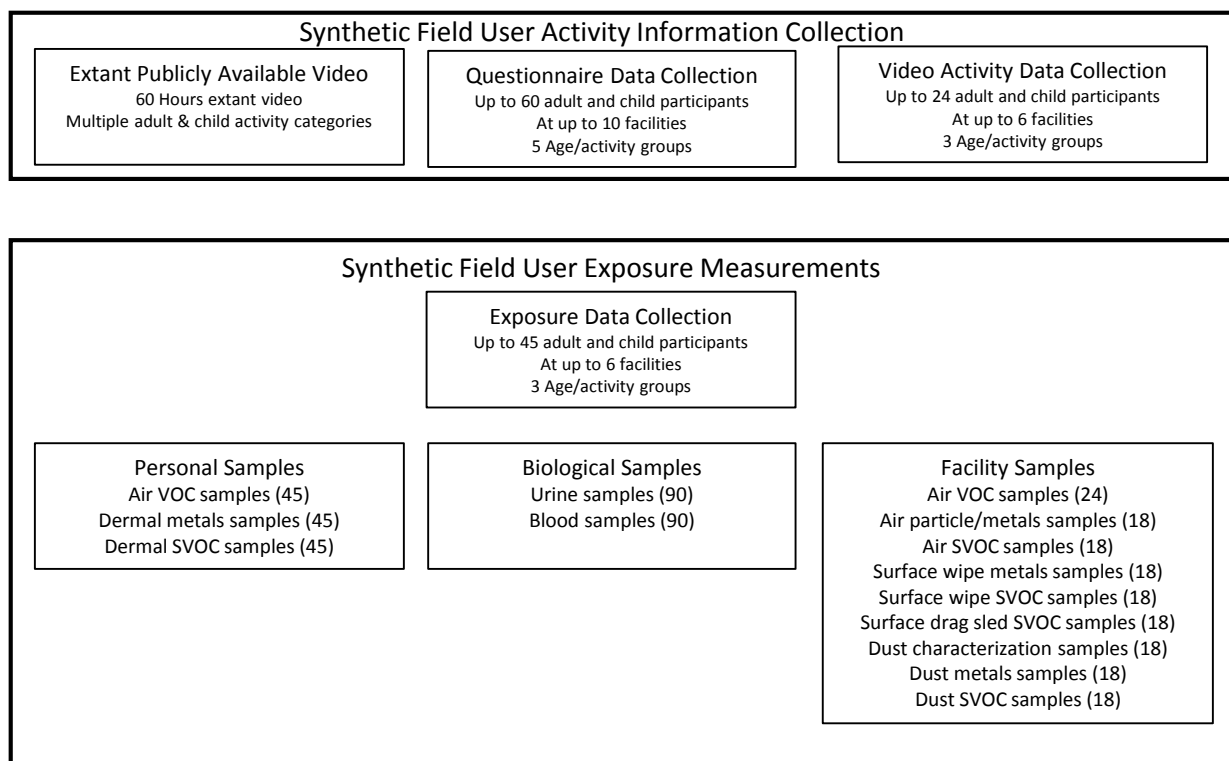 Synthetic Field User Activity Information Collection
Extant Publicly Available Video
60 Hours extant video
Multiple adult & child activity categories
Questionnaire Data Collection
Up to 60 adult and child participants
At up to 10 facilities
5 Age/activity groups
Video Activity Data Collection
Up to 24 adult and child participants
At up to 6 facilities
3 Age/activity groups
Synthetic Field User Exposure Measurements
Exposure Data Collection
Up to 45 adult and child participants
At up to 6 facilities
3 Age/activity groups
Personal Samples
Air VOC samples (45)
Dermal metals samples (45)
Dermal SVOC samples (45)
Biological Samples
Urine samples (90)
Blood samples (90)
Facility Samples
Air VOC samples (24)
Air particle/metals samples (18)
Air SVOC samples (18)
Surface wipe metals samples (18)
Surface wipe SVOC samples (18)
Surface drag sled SVOC samples (18)
Dust characterization samples (18)
Dust metals samples (18)
Dust SVOC samples (18)